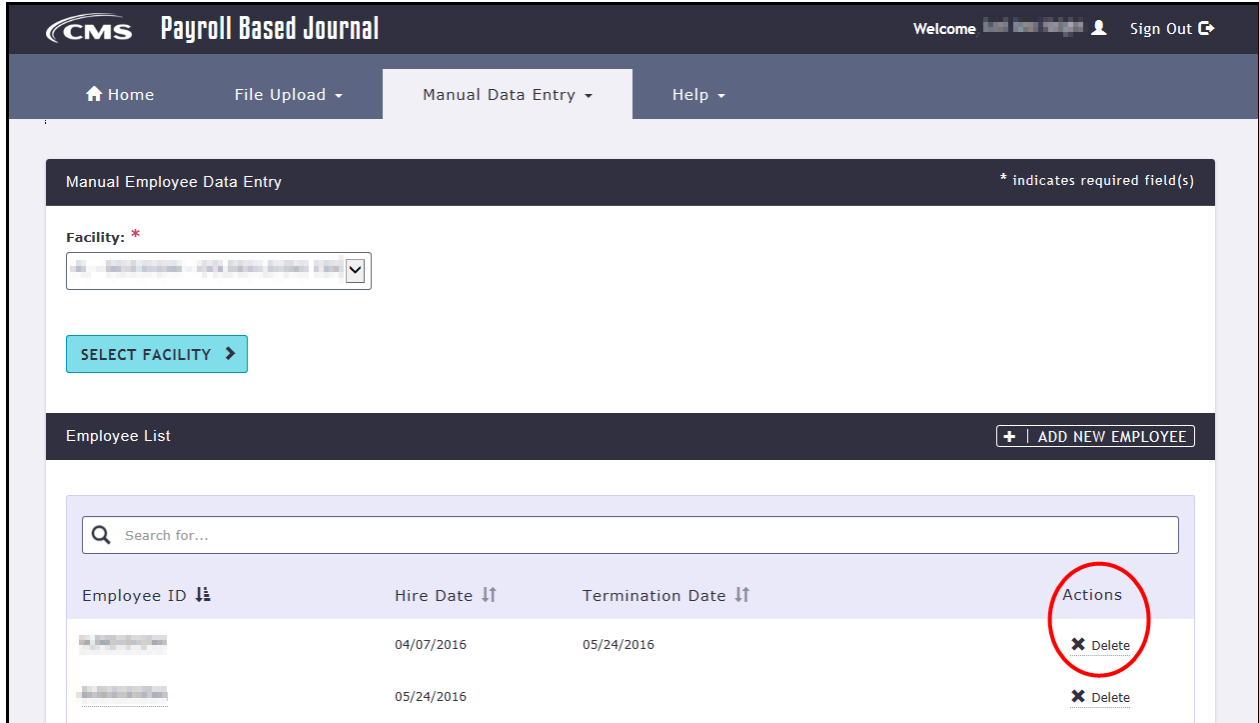 CMS Payroll Based Journal Welcome Sign Out
Home File Upload Manual Data Entry Help
Manual Employee Data Entry * indicates required field(s)
Facility: *
SELECT FACILITY
Employee List + | ADD NEW EMPLOYEE
Search for...
Employee ID Hire Date Termination Date Actions
04/07/2016 05/24/2016 Delete
05/24/2016 Delete